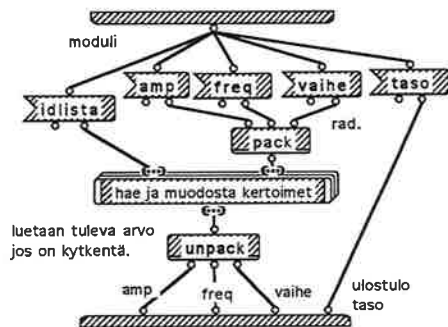 moduli
amp freq vaihe taso
idlista
rad.
pack
hae ja muodosta kertoimet
luetaan tuleva arvo
jos on kytkentä.
unpack
amp freq vaihe
ulostulo
taso